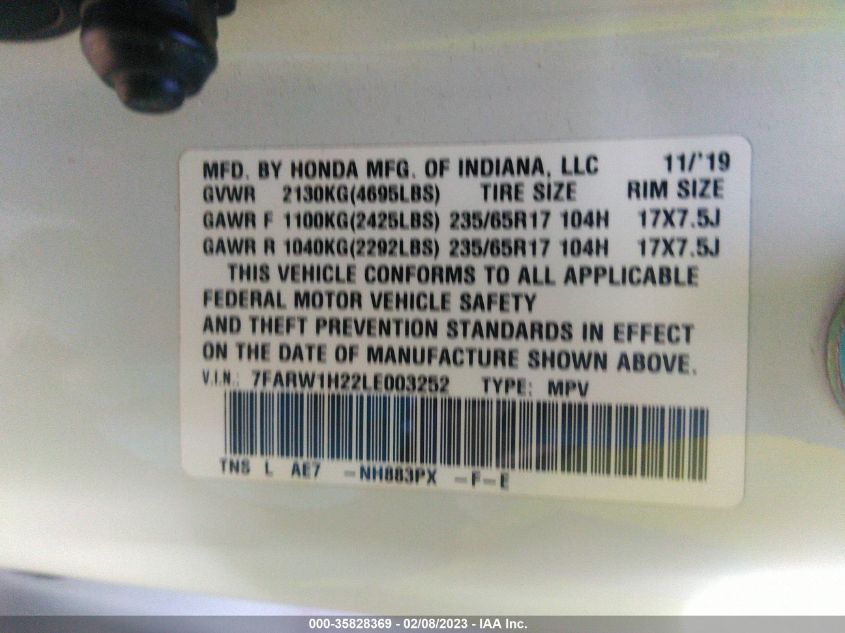 MFD. BY HONDA MFG. OF INDIANA, LLC 11/'19
GVWR 2130KG(4695LBS) TIRE SIZE RIM SIZE
GAWR F 1100KG(2425LBS) 235/65R17 104H 17X7.5J
GAWR R 1040KG(2292LBS) 235/65R17 104H 17X7.5J
THIS VEHICLE CONFORMS TO ALL APPLICABLE
FEDERAL MOTOR VEHICLE SAFETY
AND THEFT PREVENTION STANDARDS IN EFFECT
ON THE DATE OF MANUFACTURE SHOWN ABOVE.
V.I.N.: 7FARW1H22LE003252 TYPE: MPV
TNS L AE7 -NH883PX -F-E
000-35828369 - 02/08/2023 - IAA Inc.